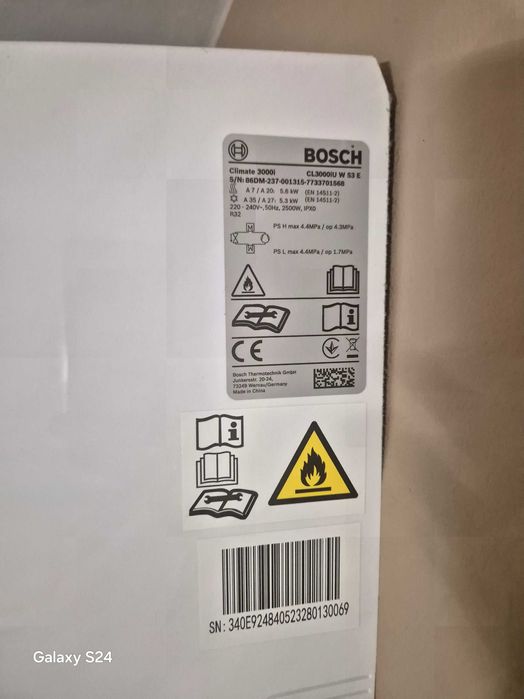 BOSCH
Climate 3000i CL3000iU W 53 E
S/N: 86DM-237-001315-7733701568
A 7 / A 20: 5.6 kW (EN 14511-2)
A 35 / A 27: 5.3 kW (EN 14511-2)
220 - 240V~, 50Hz, 2500W, IPX0
R32
M
PS H max 4.4MPa / op 4.3MPa
PS L max 4.4MPa / op 1.7MPa
M
CE
Bosch Thermotechnik GmbH
Junkersstr. 20-24,
73249 Wernau/Germany
Made in China
SN: 340E924840523280130069
Galaxy S24